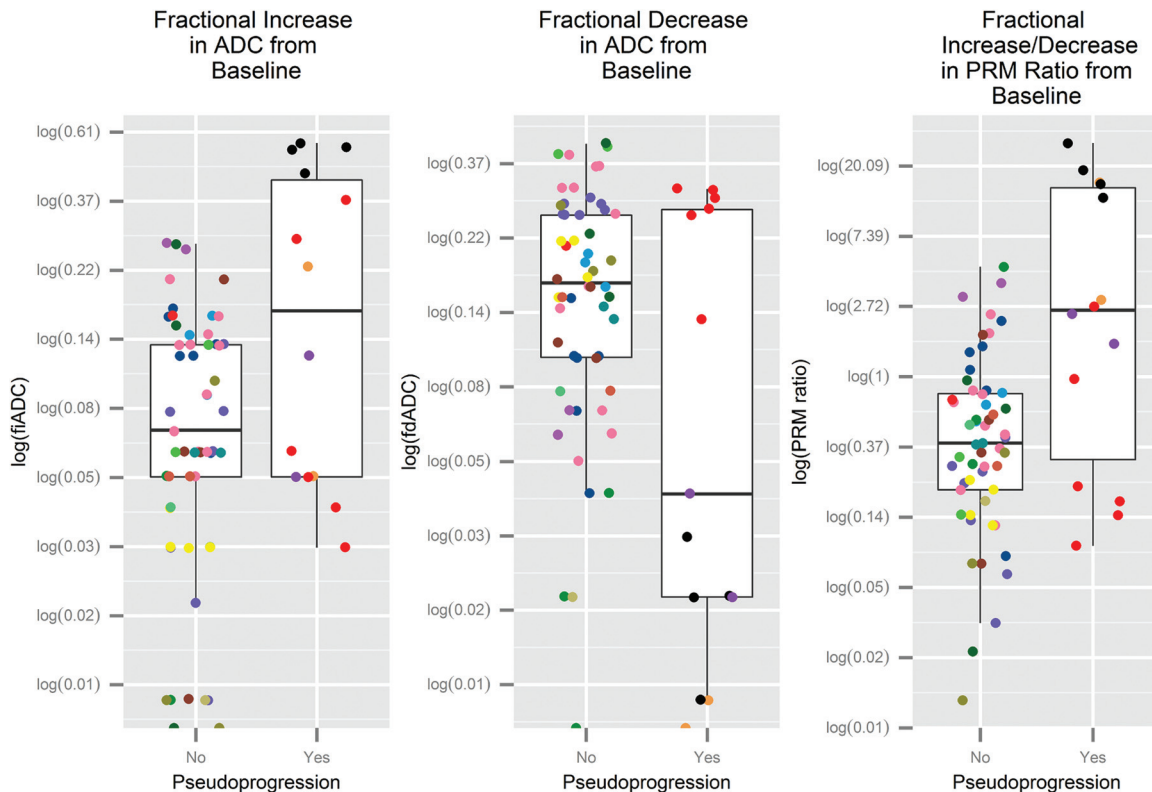 Fractional Increase
in ADC from
Baseline
log(fiADC)
log(0.61)
log(0.37)
log(0.22)
log(0.14)
log(0.08)
log(0.05)
log(0.03)
log(0.02)
log(0.01)
No
Yes
Pseudoprogression
Fractional Decrease
in ADC from
Baseline
log(fdADC)
log(0.37)
log(0.22)
log(0.14)
log(0.08)
log(0.05)
log(0.03)
log(0.02)
log(0.01)
No
Yes
Pseudoprogression
Fractional
Increase/Decrease
in PRM Ratio from
Baseline
log(PRM ratio)
log(20.09)
log(7.39)
log(2.72)
log(1)
log(0.37)
log(0.14)
log(0.05)
log(0.02)
log(0.01)
No
Yes
Pseudoprogression